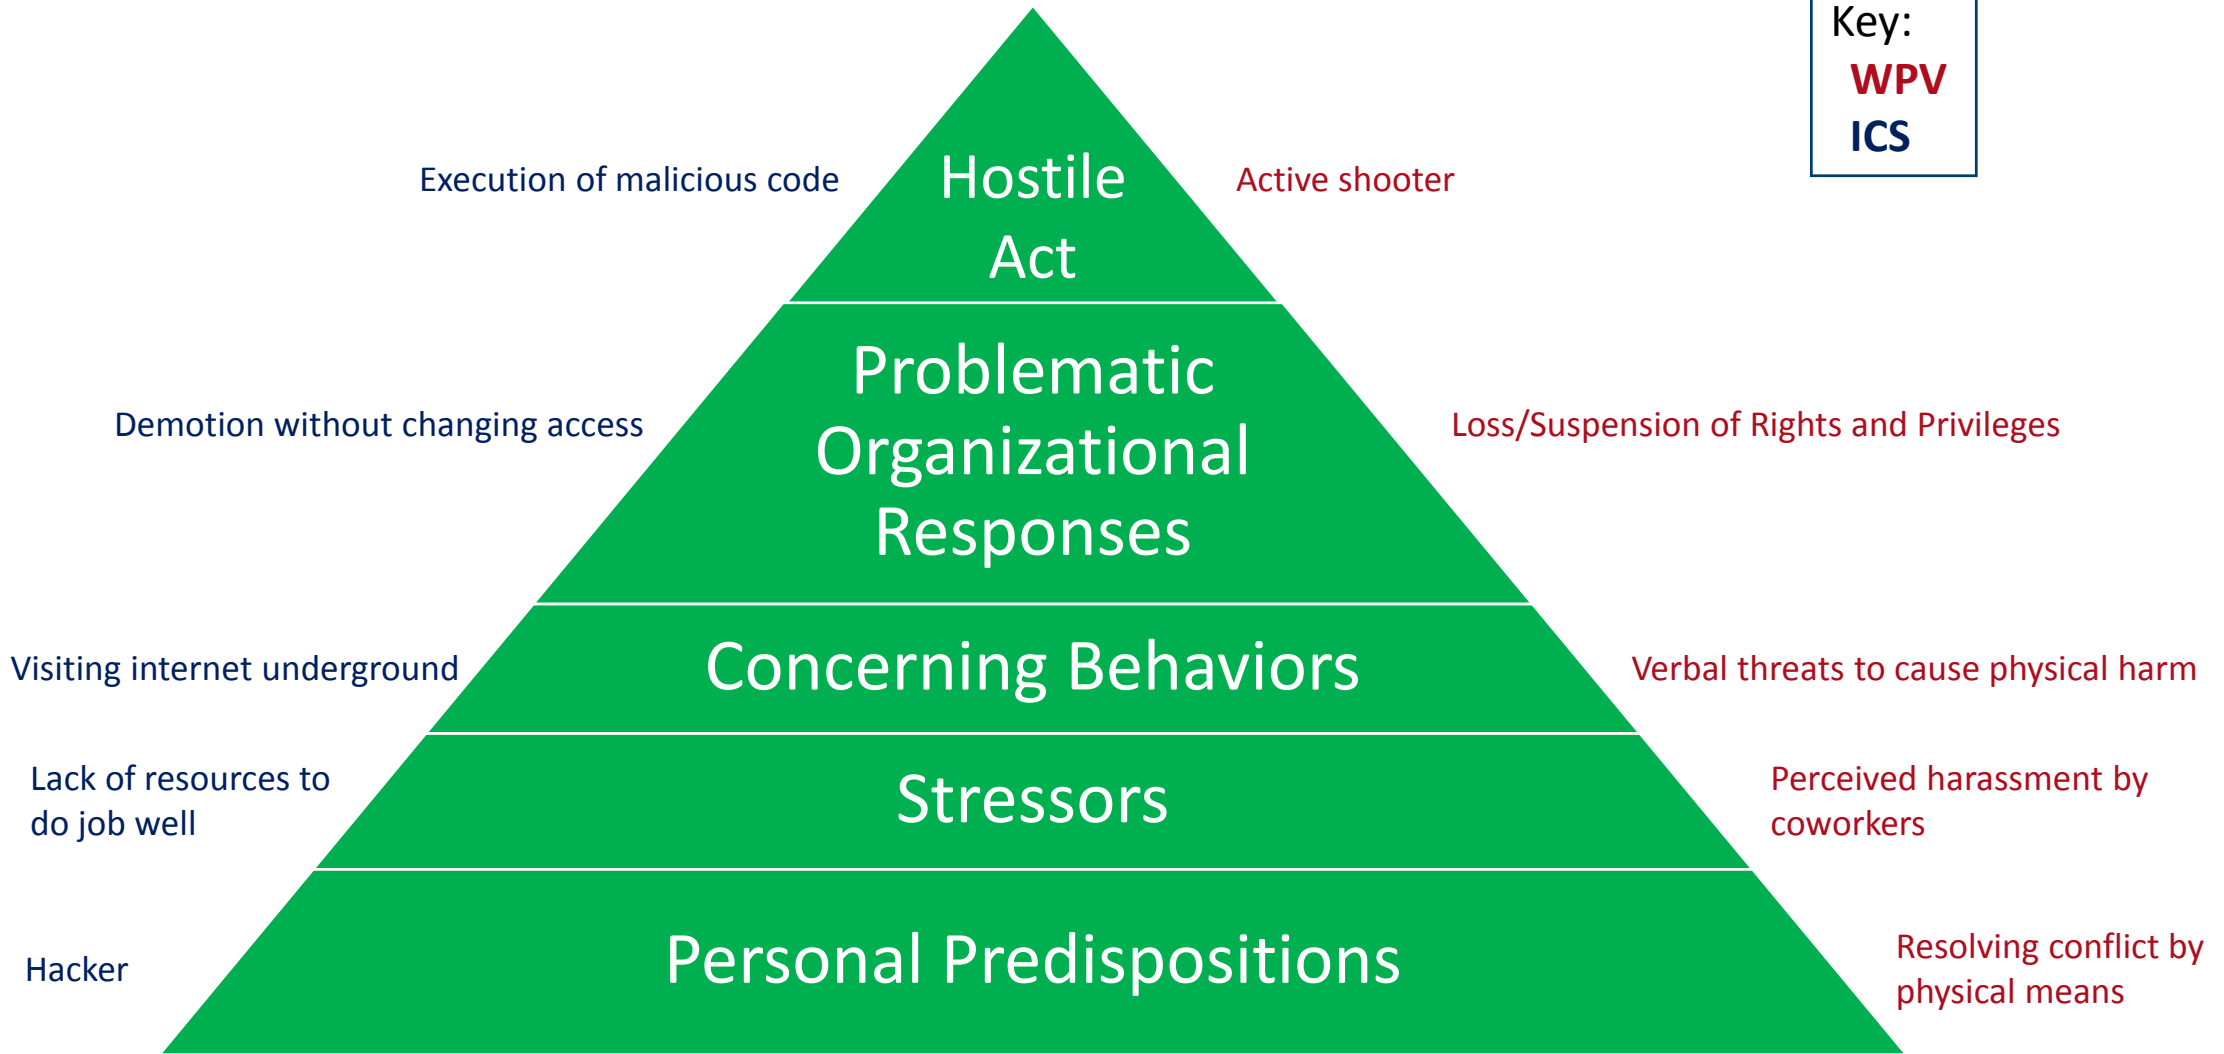 Key:
WPV
ICS
Execution of malicious code
Hostile
Act
Active shooter
Demotion without changing access
Problematic
Organizational
Responses
Loss/Suspension of Rights and Privileges
Visiting internet underground
Concerning Behaviors
Verbal threats to cause physical harm
Lack of resources to
do job well
Stressors
Perceived harassment by
coworkers
Hacker
Personal Predispositions
Resolving conflict by
physical means